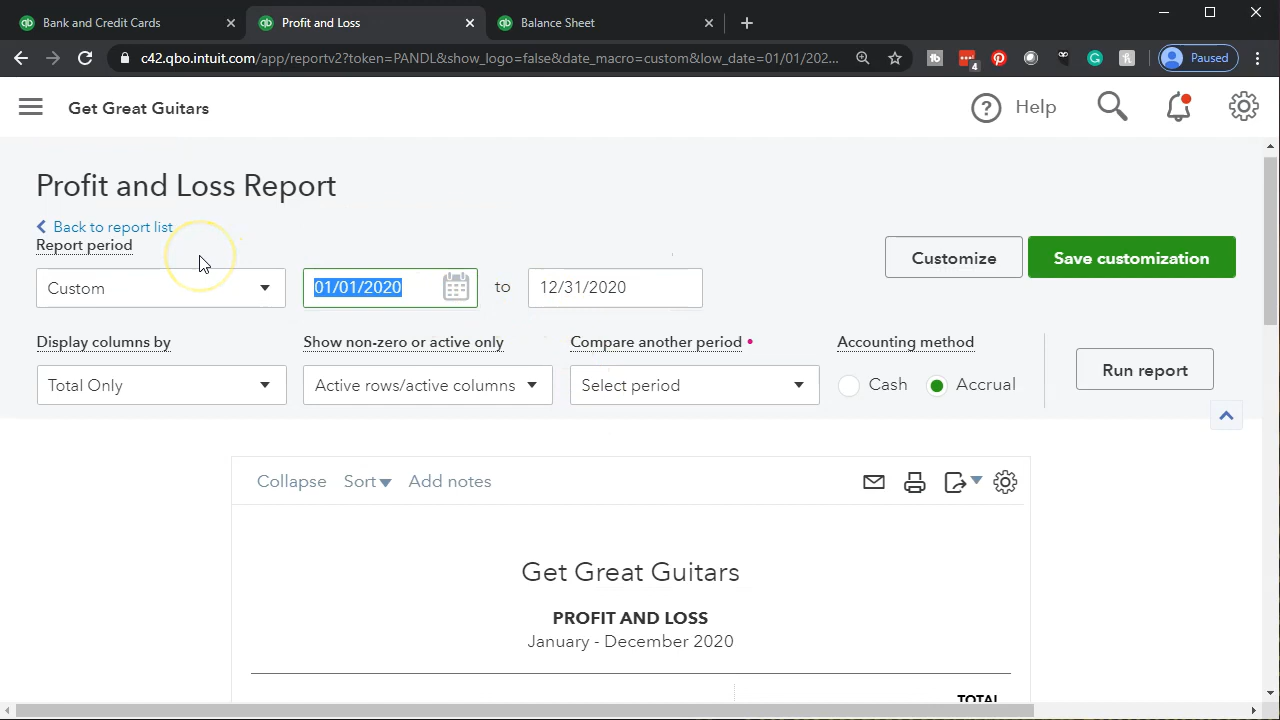 Bank and Credit Cards
Profit and Loss
Balance Sheet
c42.qbo.intuit.com/app/reportv2?token=PANDL&show_logo=false&date_macro=custom&low_date=01/01/202...
4
Paused
Get Great Guitars
Help
Profit and Loss Report
Back to report list
Report period
Custom
01/01/2020
to
12/31/2020
Customize
Save customization
Display columns by
Show non-zero or active only
Compare another period
Accounting method
Total Only
Active rows/active columns
Select period
Cash
Accrual
Run report
Collapse
Sort
Add notes
Get Great Guitars
PROFIT AND LOSS
January - December 2020
TOTAL